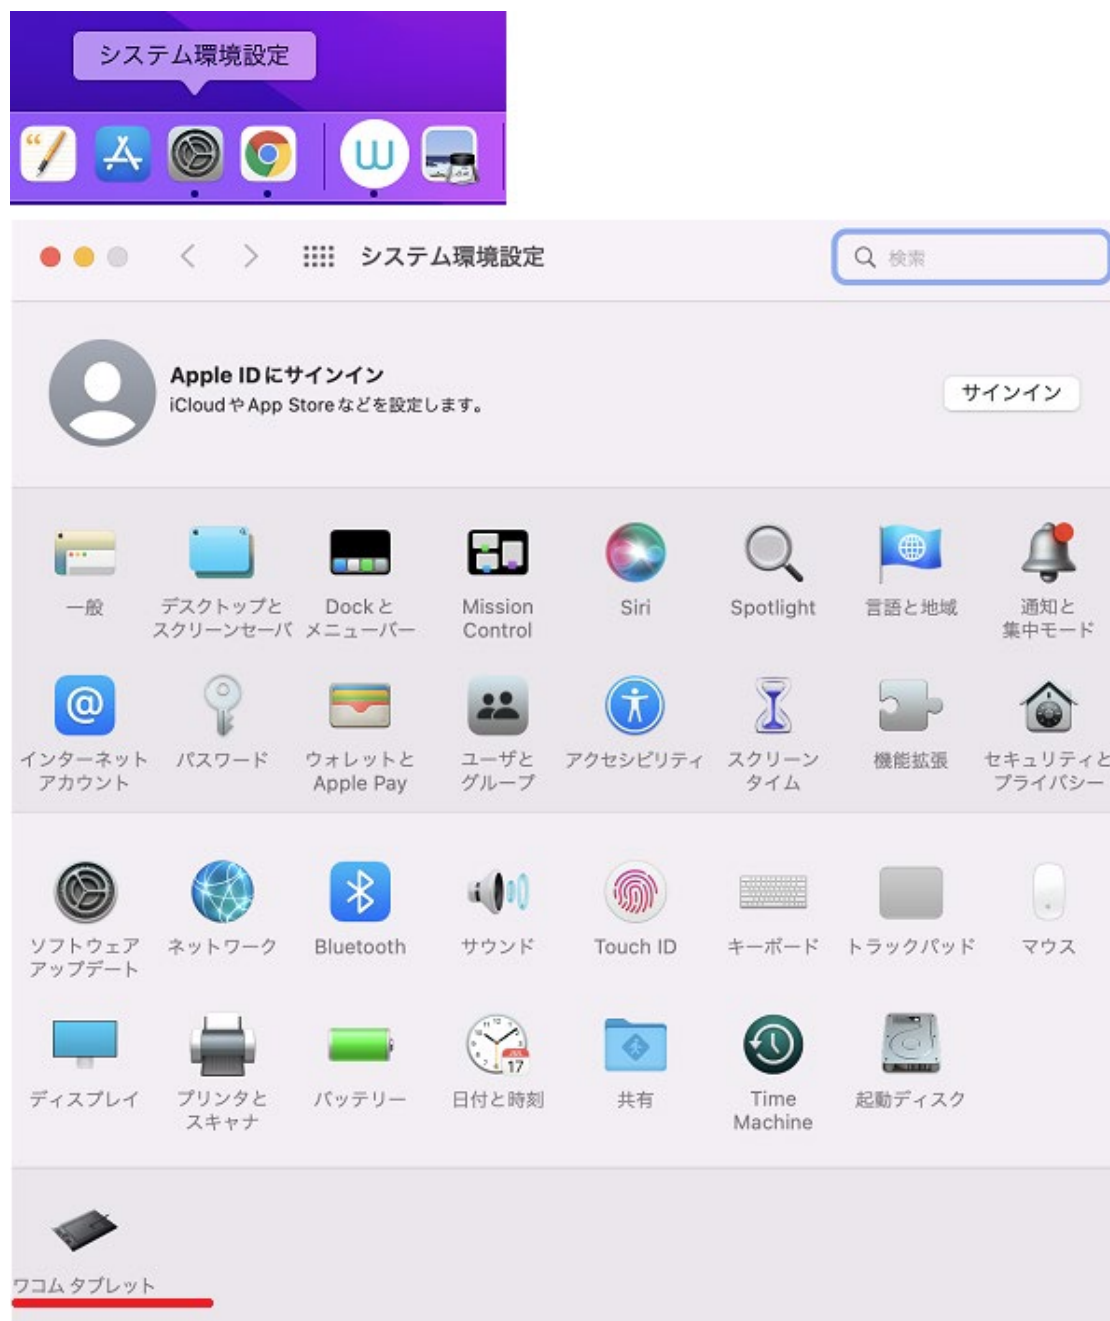 システム環境設定
システム環境設定
検索
Apple IDにサインイン
iCloudやApp Storeなどを設定します。
サインイン
一般
デスクトップと
スクリーンセーバ
Dockと
メニューバー
Mission
Control
Siri
Spotlight
言語と地域
通知と
集中モード
インターネット
アカウント
パスワード
ウォレットと
Apple Pay
ユーザと
グループ
アクセシビリティ
スクリーン
タイム
機能拡張
セキュリティと
プライバシー
ソフトウェア
アップデート
ネットワーク
Bluetooth
サウンド
Touch ID
キーボード
トラックパッド
マウス
ディスプレイ
プリンタと
スキャナ
バッテリー
日付と時刻
JUL
17
共有
Time
Machine
起動ディスク
ワコム タブレット